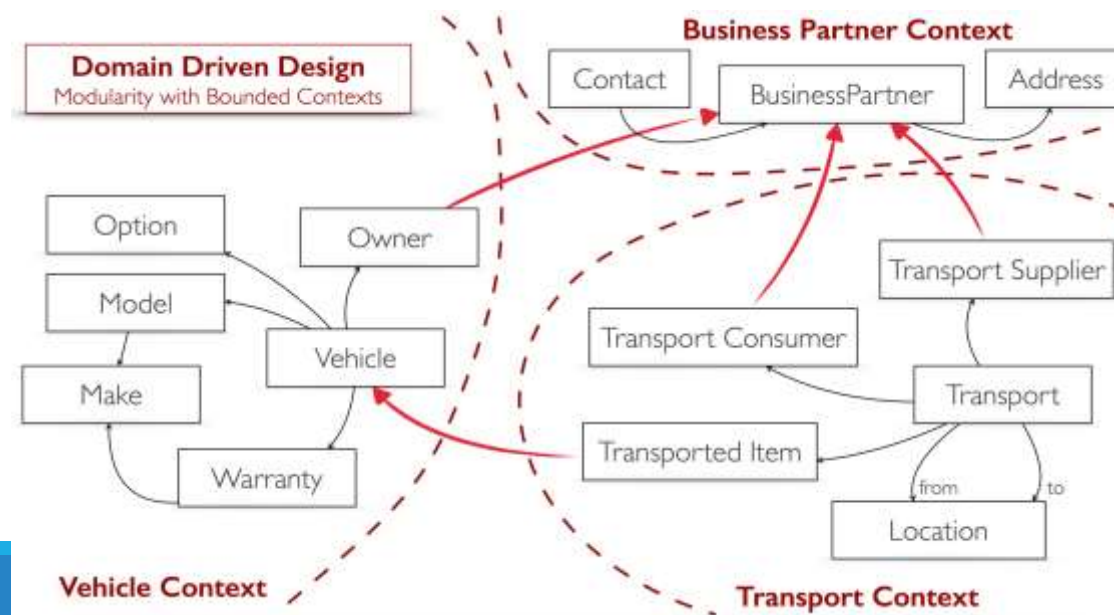 Business Partner Context
Domain Driven Design
Modularity with Bounded Contexts
Contact
BusinessPartner
Address
Option
Owner
Model
Transport Supplier
Vehicle
Transport Consumer
Make
Transport
Transported Item
Warranty
from
to
Location
Vehicle Context
Transport Context